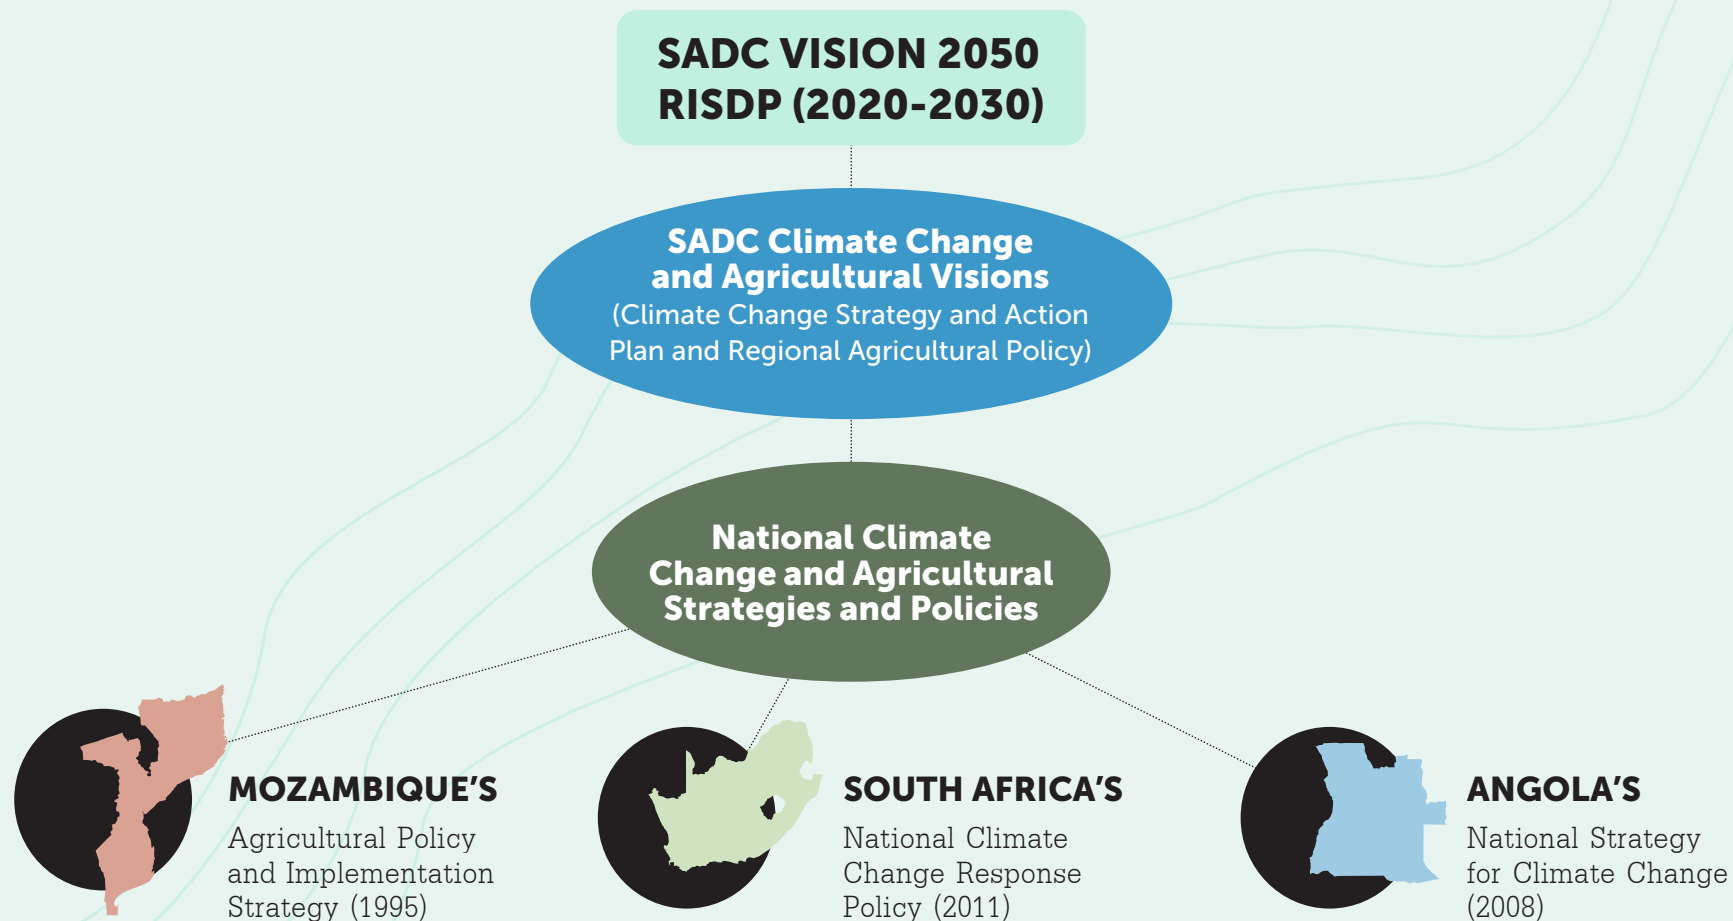 SADC VISION 2050
RISDP (2020-2030)
SADC Climate Change
and Agricultural Visions
(Climate Change Strategy and Action
Plan and Regional Agricultural Policy)
National Climate
Change and Agricultural
Strategies and Policies
MOZAMBIQUE'S
Agricultural Policy
and Implementation
Strategy (1995)
SOUTH AFRICA'S
National Climate
Change Response
Policy (2011)
ANGOLA'S
National Strategy
for Climate Change
(2008)